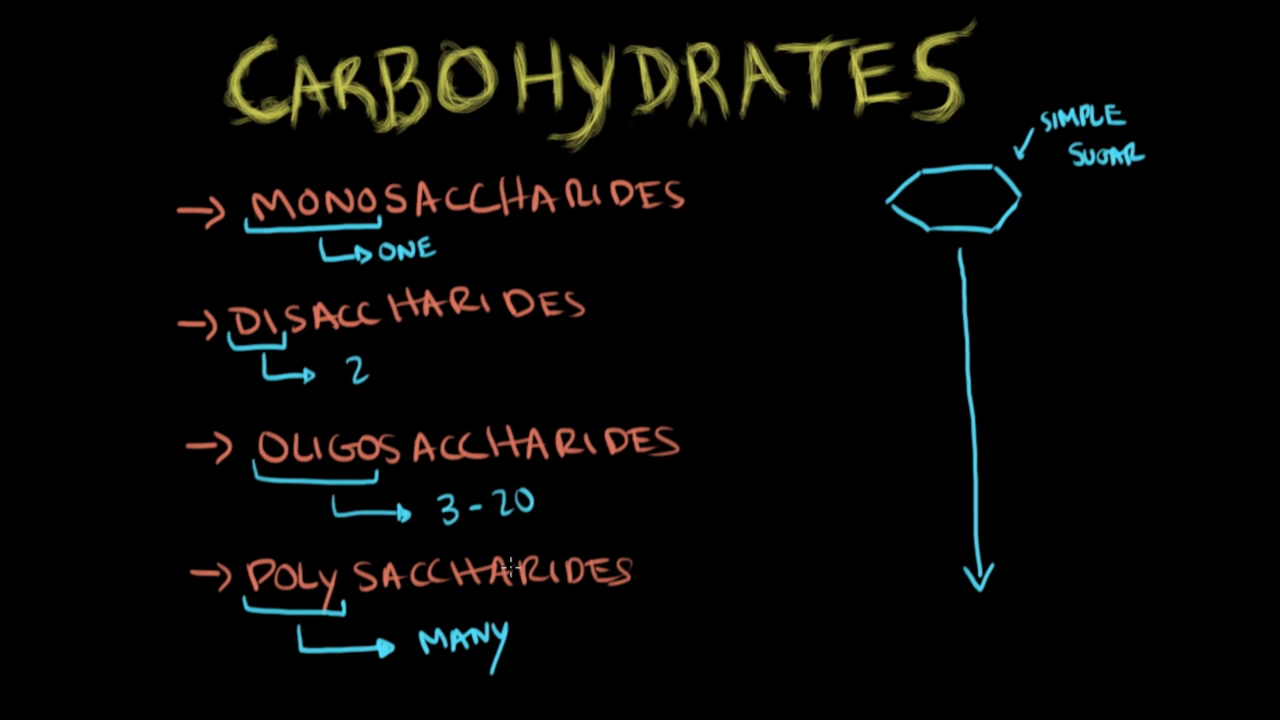 CARBOHYDRATES
SIMPLE
SUGAR
→ MONOSACCHARIDES
ONE
→ DISACCHARIDES
2
→ OLIGOSACCHARIDES
3-20
→ POLYSACCHARIDES
MANY